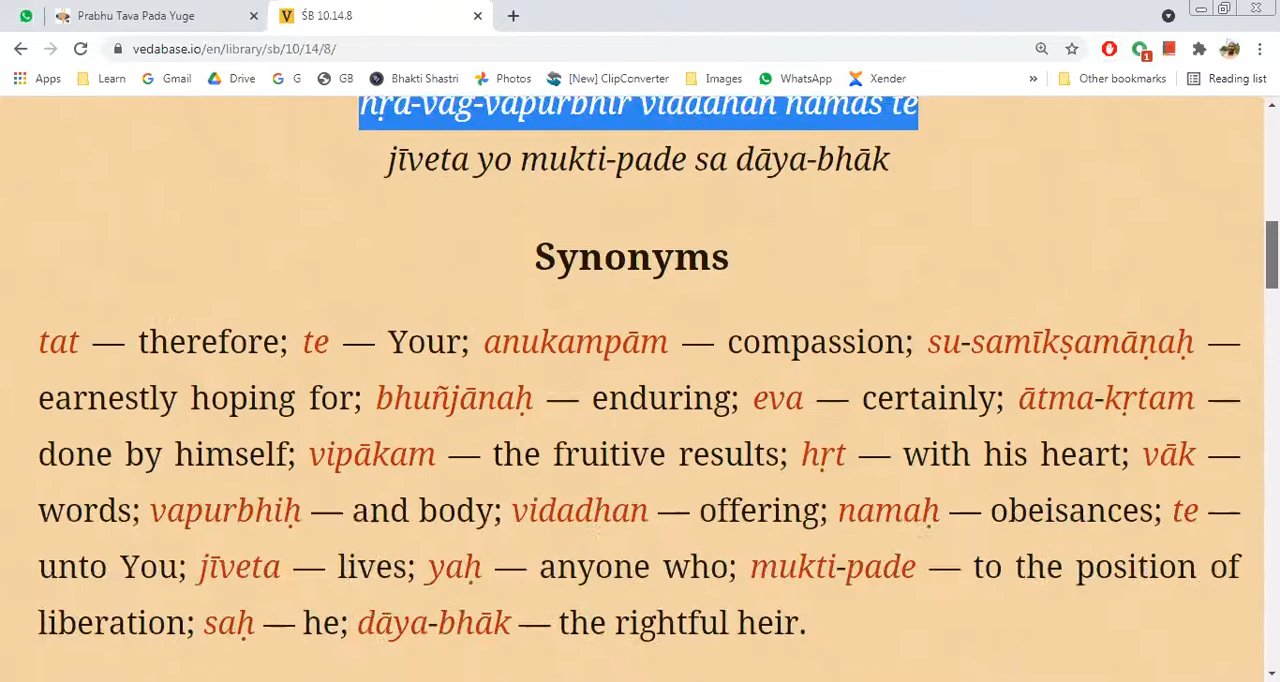 Prabhu Tava Pada Yuge
ŚB 10.14.8
vedabase.io/en/library/sb/10/14/8/
1
Apps Learn Gmail Drive G GB Bhakti Shastri Photos [New] ClipConverter Images WhatsApp Xender » Other bookmarks Reading list
hṛd-vāg-vapurbhir vidadhan namas te
jīveta yo mukti-pade sa dāya-bhāk
Synonyms
tat — therefore; te — Your; anukampām — compassion; su-samīkṣamāṇaḥ —
earnestly hoping for; bhuñjānaḥ — enduring; eva — certainly; ātma-kṛtam —
done by himself; vipākam — the fruitive results; hṛt — with his heart; vāk —
words; vapurbhiḥ — and body; vidadhan — offering; namaḥ — obeisances; te —
unto You; jīveta — lives; yaḥ — anyone who; mukti-pade — to the position of
liberation; saḥ — he; dāya-bhāk — the rightful heir.